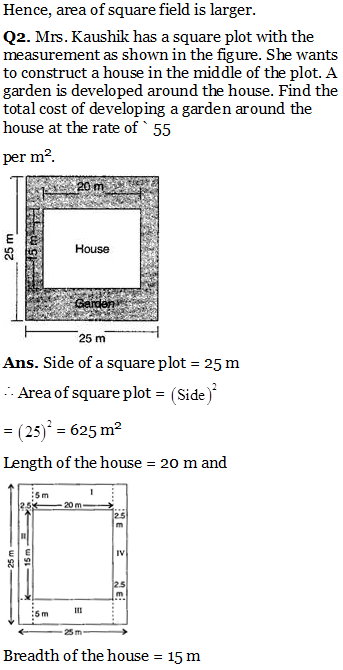 Hence, area of square field is larger.
Q2. Mrs. Kaushik has a square plot with the
measurement as shown in the figure. She wants
to construct a house in the middle of the plot. A
garden is developed around the house. Find the
total cost of developing a garden around the
house at the rate of ` 55
per m².
20 m
25 m
15 m
House
Garden
25 m
Ans. Side of a square plot = 25 m
∴ Area of square plot = (Side)²
= (25)² = 625 m²
Length of the house = 20 m and
5 m I
2.5 20 m 2.5
m
II
25 m
15 m
IV
2.5
m
5 m III
25 m
Breadth of the house = 15 m